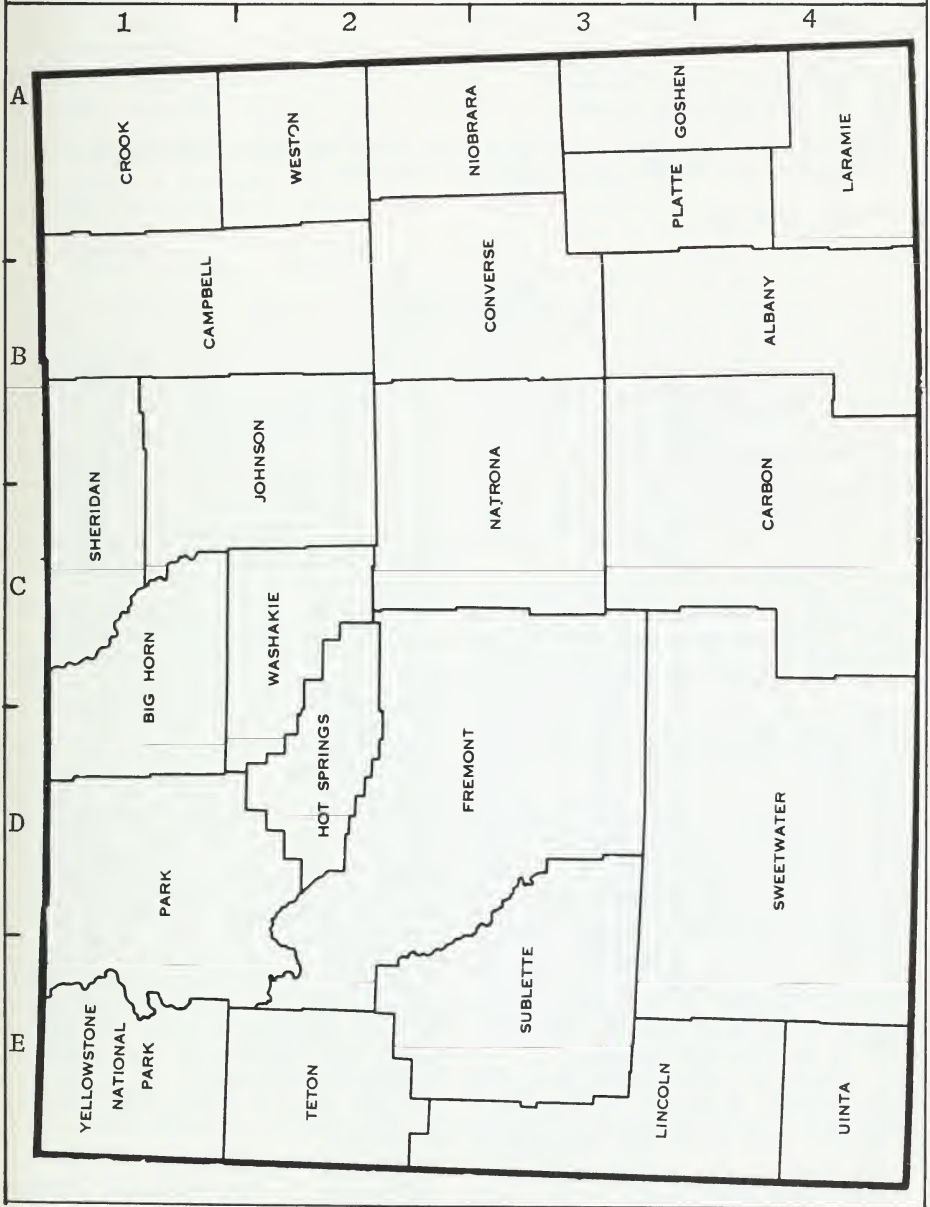 1 2 3 4
A
B
C
D
E
CROOK
WESTON
NIOBRARA
GOSHEN
LARAMIE
PLATTE
CAMPBELL
CONVERSE
ALBANY
SHERIDAN
JOHNSON
NATRONA
CARBON
BIG HORN
WASHAKIE
HOT SPRINGS
FREMONT
SWEETWATER
PARK
SUBLETTE
YELLOWSTONE
NATIONAL
PARK
TETON
LINCOLN
UINTA